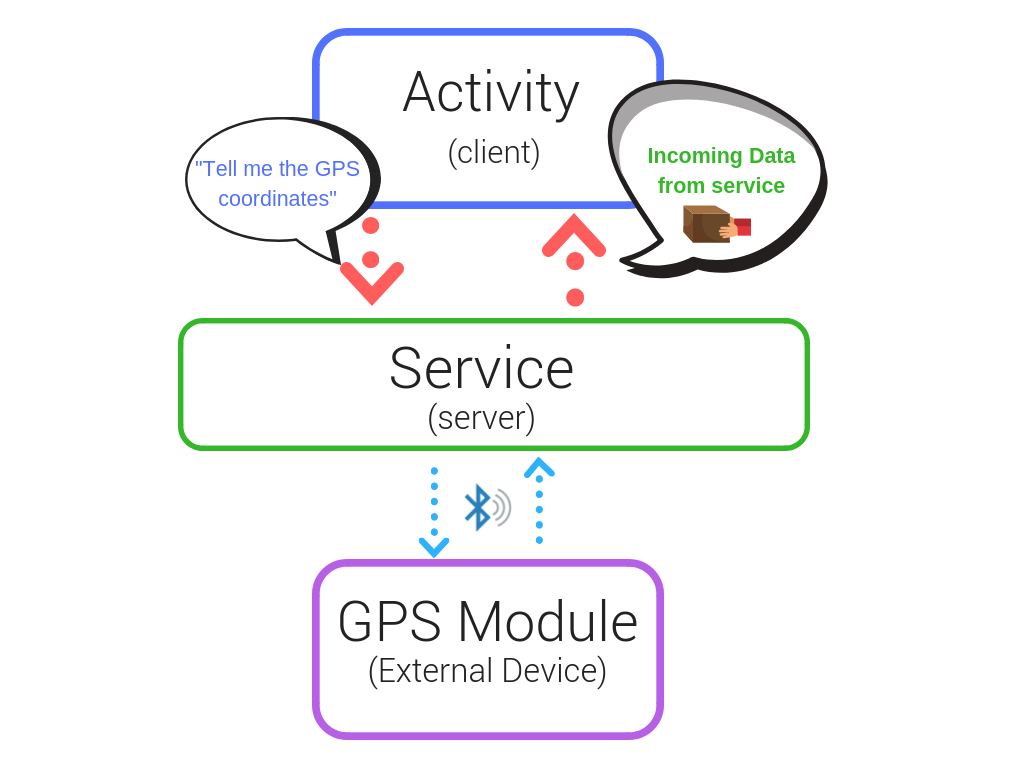 Activity
(client)
"Tell me the GPS
coordinates"
Incoming Data
from service
Service
(server)
GPS Module
(External Device)